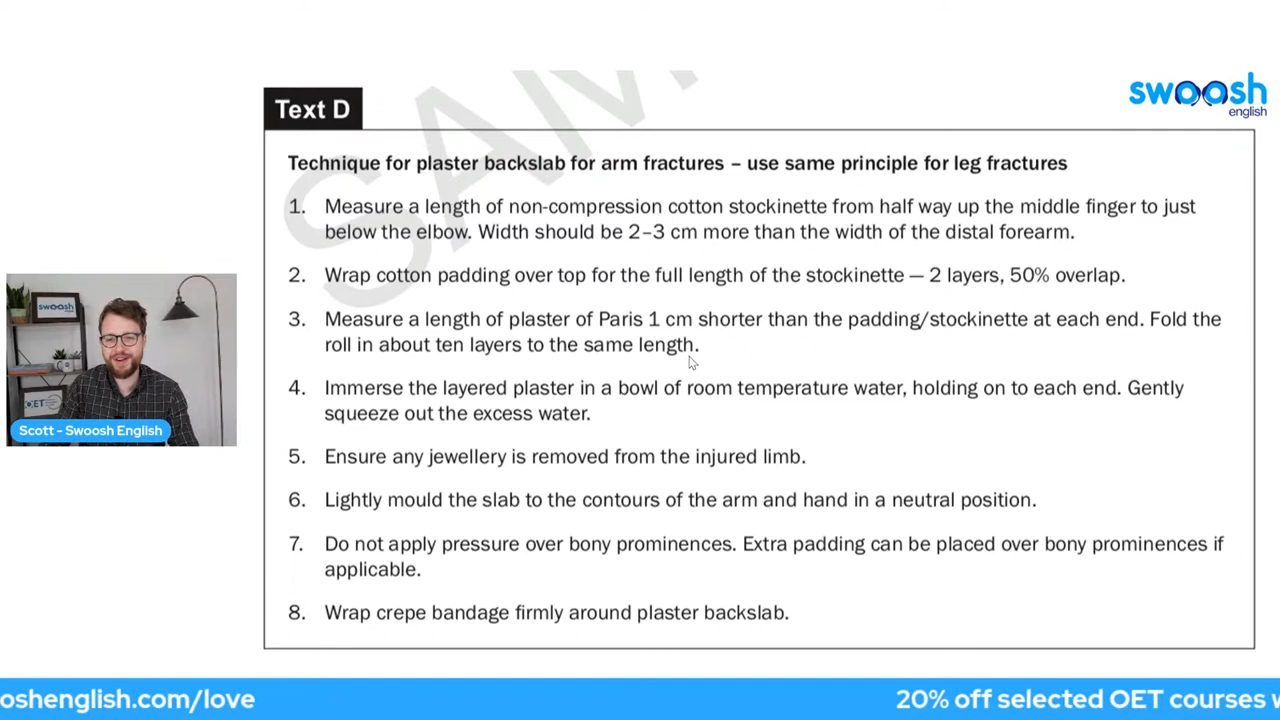 swoosh
english
SAM
Text D
Technique for plaster backslab for arm fractures – use same principle for leg fractures
1. Measure a length of non-compression cotton stockinette from half way up the middle finger to just
below the elbow. Width should be 2–3 cm more than the width of the distal forearm.
2. Wrap cotton padding over top for the full length of the stockinette — 2 layers, 50% overlap.
3. Measure a length of plaster of Paris 1 cm shorter than the padding/stockinette at each end. Fold the
roll in about ten layers to the same length.
4. Immerse the layered plaster in a bowl of room temperature water, holding on to each end. Gently
squeeze out the excess water.
5. Ensure any jewellery is removed from the injured limb.
6. Lightly mould the slab to the contours of the arm and hand in a neutral position.
7. Do not apply pressure over bony prominences. Extra padding can be placed over bony prominences if
applicable.
8. Wrap crepe bandage firmly around plaster backslab.
swoosh
OET
Scott – Swoosh English
oshenglish.com/love
20% off selected OET courses w